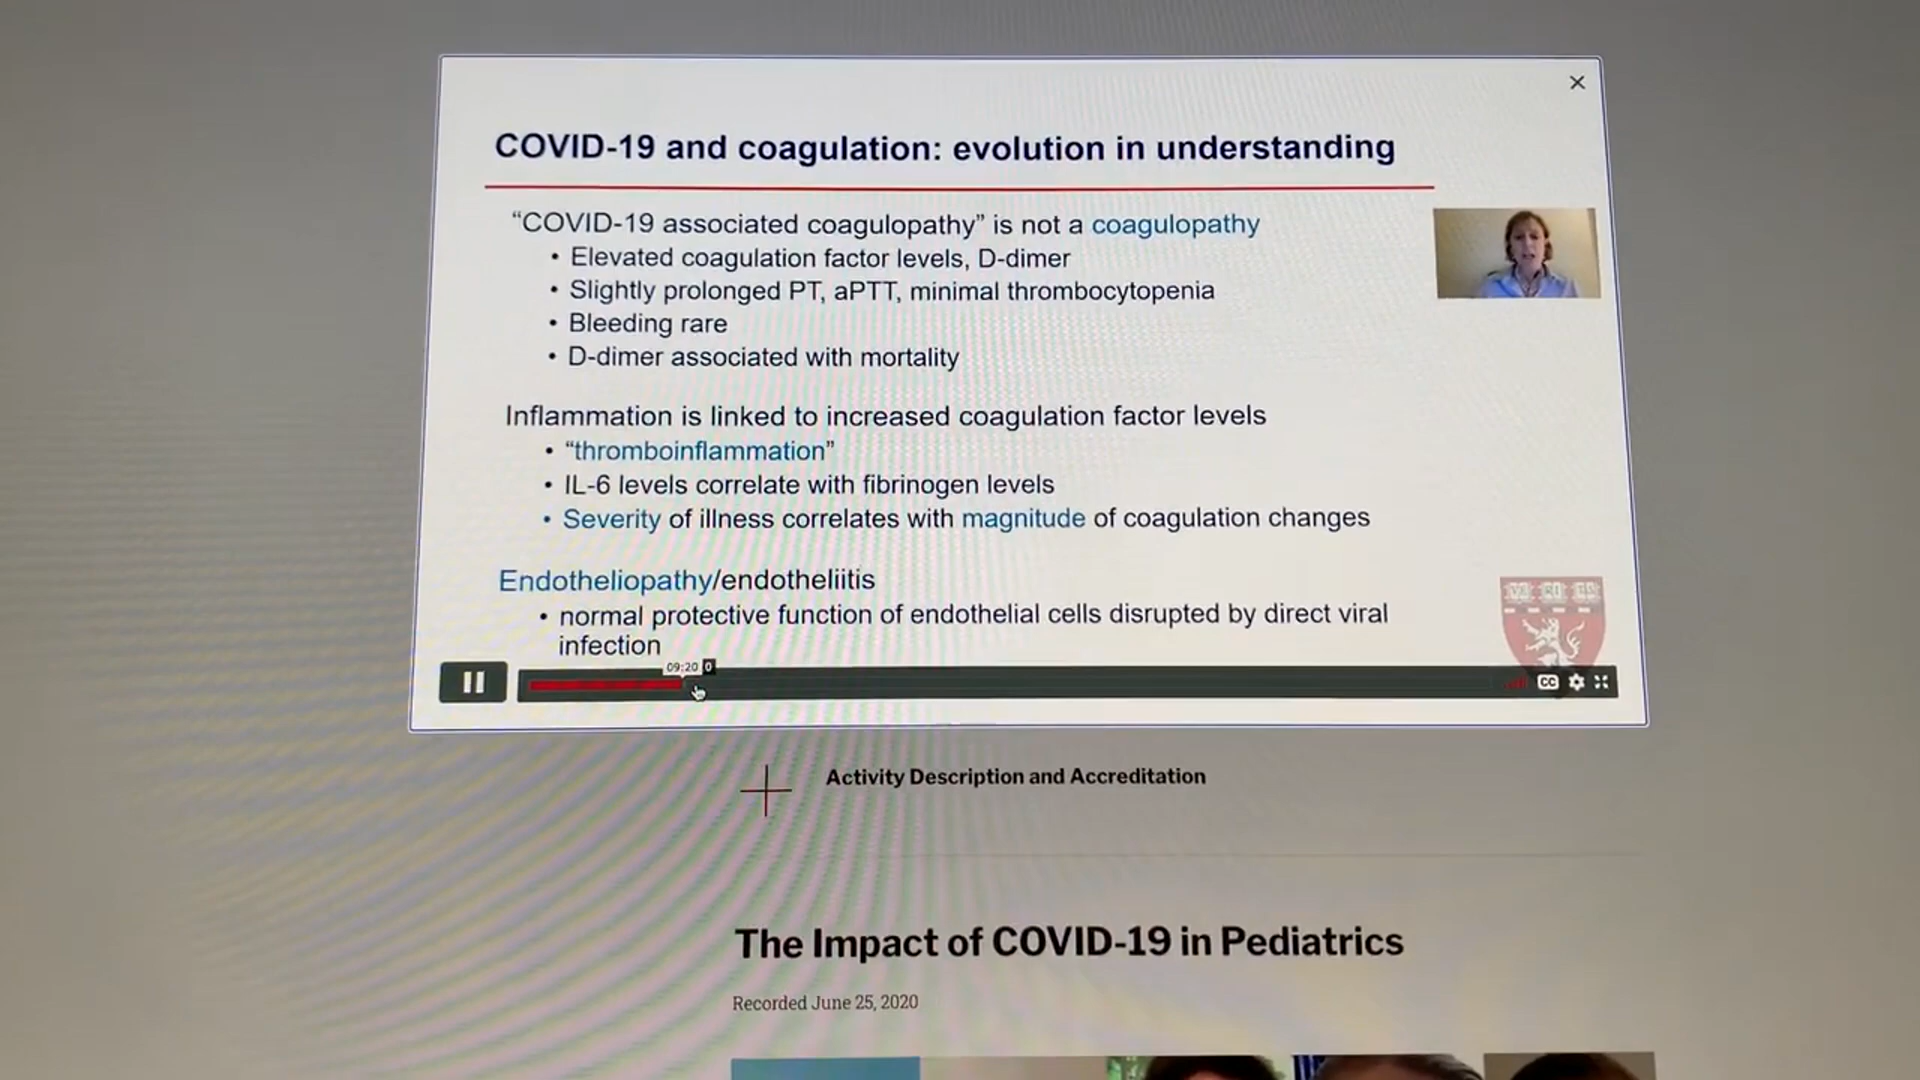 COVID-19 and coagulation: evolution in understanding
“COVID-19 associated coagulopathy” is not a coagulopathy
• Elevated coagulation factor levels, D-dimer
• Slightly prolonged PT, aPTT, minimal thrombocytopenia
• Bleeding rare
• D-dimer associated with mortality
Inflammation is linked to increased coagulation factor levels
• “thromboinflammation”
• IL-6 levels correlate with fibrinogen levels
• Severity of illness correlates with magnitude of coagulation changes
Endotheliopathy/endotheliitis
• normal protective function of endothelial cells disrupted by direct viral
infection
09:20
CC
Activity Description and Accreditation
The Impact of COVID-19 in Pediatrics
Recorded June 25, 2020